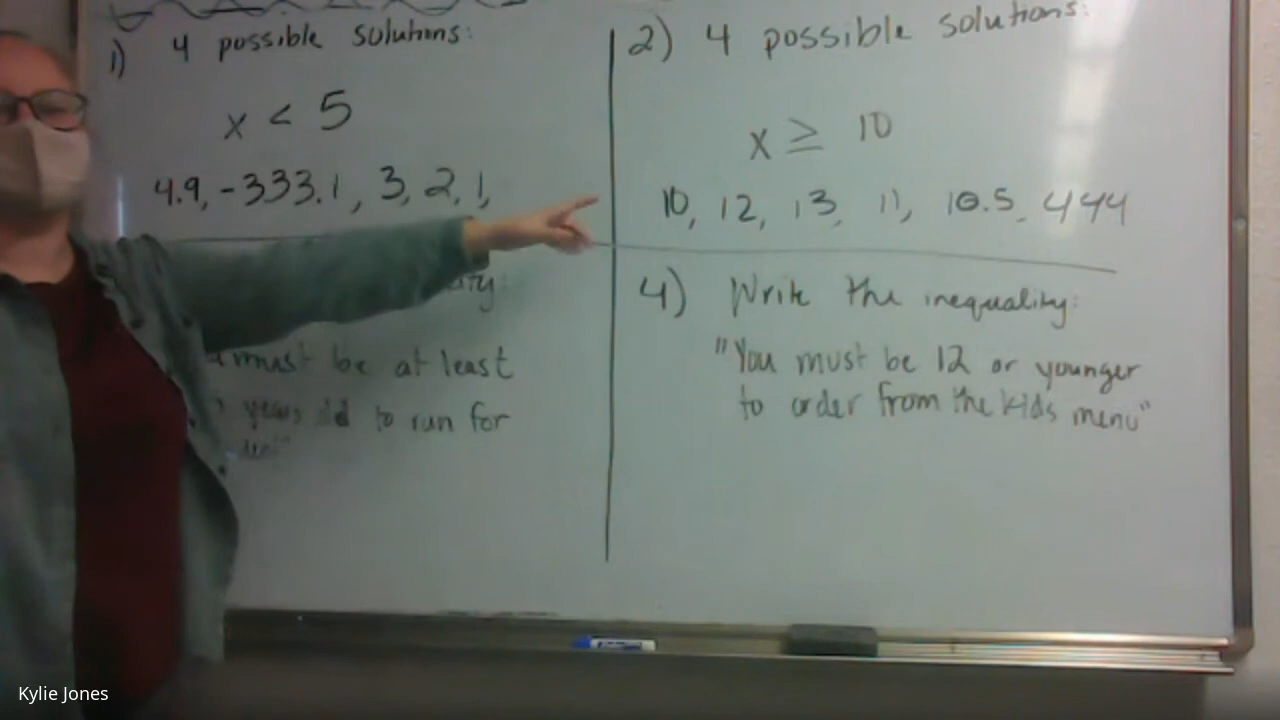 1) 4 possible solutions:
x < 5
4.9, -333.1, 3, 2, 1,
2) 4 possible solutions:
x ≥ 10
10, 12, 13, 11, 10.5, 444
must be at least
years old to run for
4) Write the inequality:
"You must be 12 or younger
to order from the kids menu"
Kylie Jones